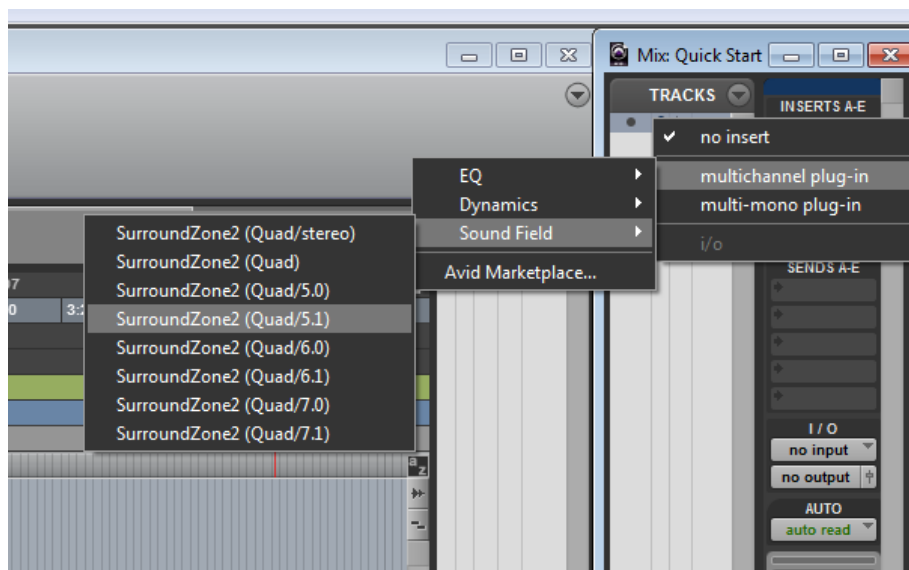 Mix: Quick Start
TRACKS
INSERTS A-E
no insert
multichannel plug-in
multi-mono plug-in
i/o
EQ
Dynamics
Sound Field
Avid Marketplace...
SurroundZone2 (Quad/stereo)
SurroundZone2 (Quad)
SurroundZone2 (Quad/5.0)
SurroundZone2 (Quad/5.1)
SurroundZone2 (Quad/6.0)
SurroundZone2 (Quad/6.1)
SurroundZone2 (Quad/7.0)
SurroundZone2 (Quad/7.1)
SENDS A-E
I / O
no input
no output
AUTO
auto read
a
z